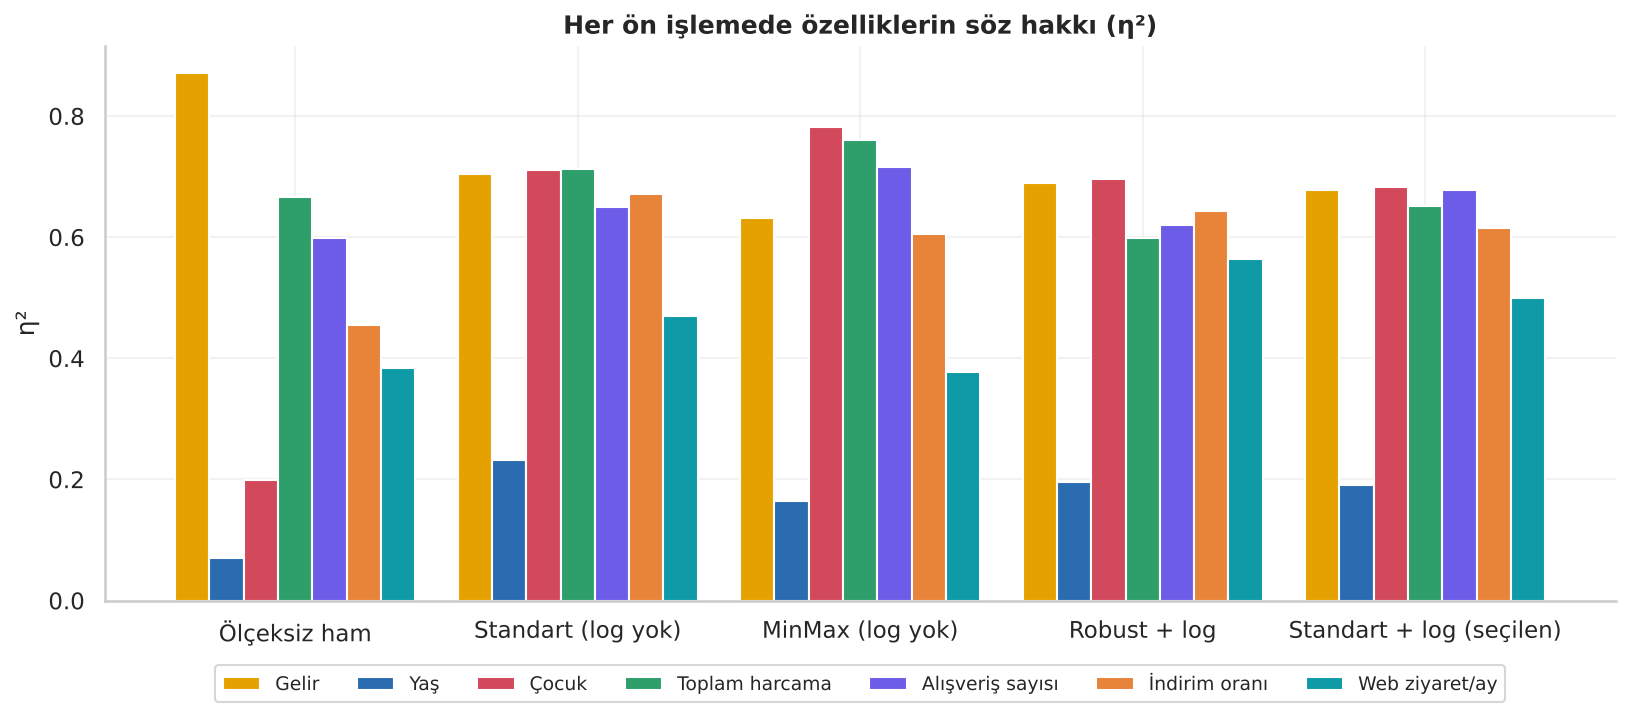 Her ön işlemede özelliklerin söz hakkı (η²)
η²
0.8
0.6
0.4
0.2
0.0
Ölçeksiz ham
Standart (log yok)
MinMax (log yok)
Robust + log
Standart + log (seçilen)
Gelir
Yaş
Çocuk
Toplam harcama
Alışveriş sayısı
İndirim oranı
Web ziyaret/ay